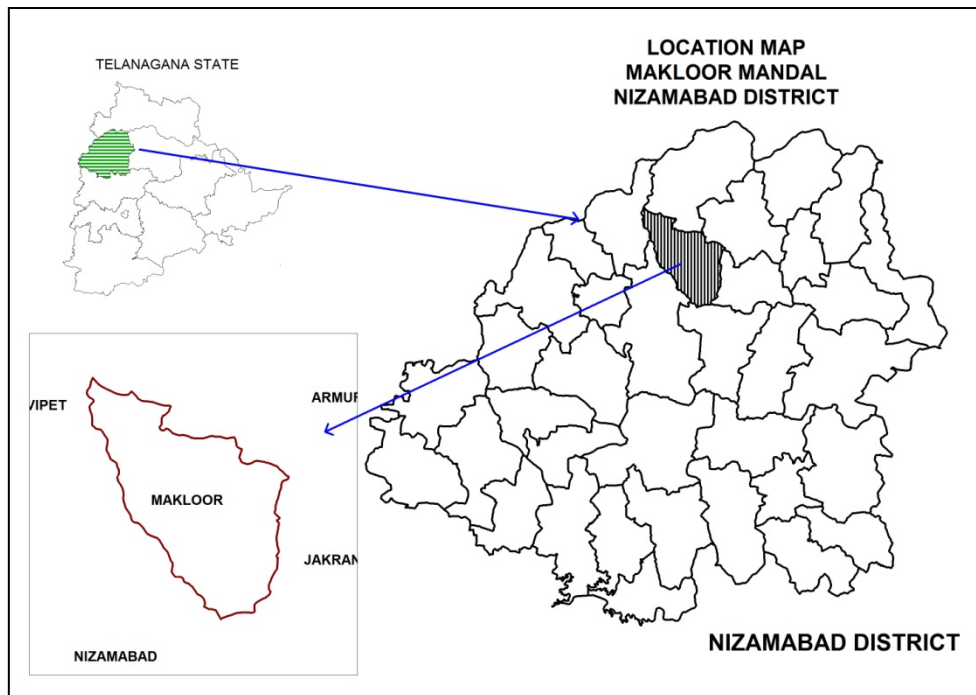 TELANAGANA STATE
LOCATION MAP
MAKLOOR MANDAL
NIZAMABAD DISTRICT
VIPET
ARMUR
MAKLOOR
JAKRAN
NIZAMABAD
NIZAMABAD DISTRICT